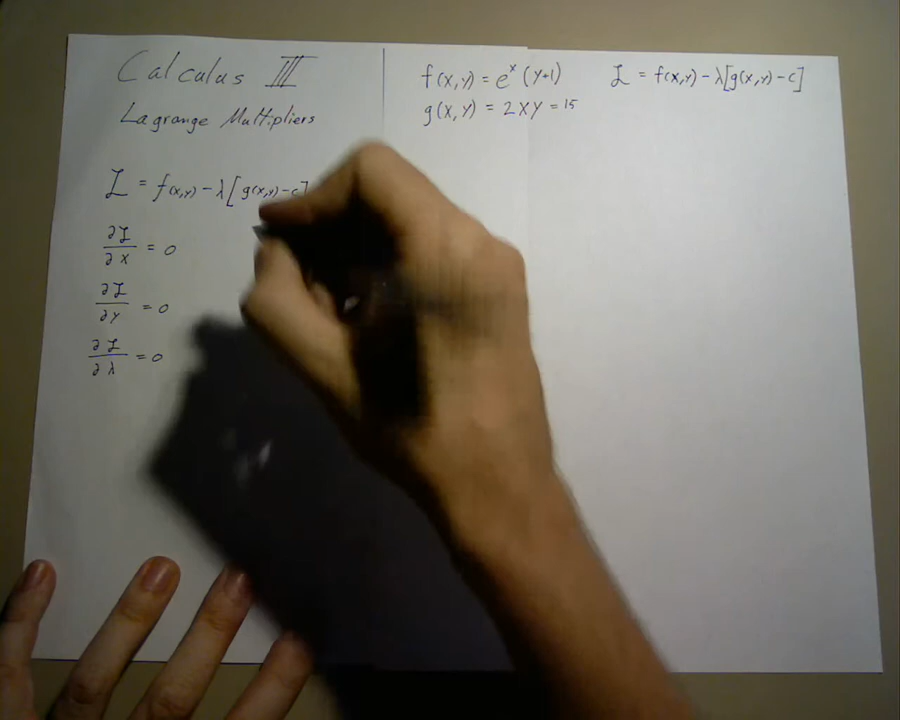 Calculus III
Lagrange Multipliers
ℒ = f(x,y) - λ[g(x,y)-c]
∂ℒ/∂x = 0
∂ℒ/∂y = 0
∂ℒ/∂λ = 0
f(x,y) = e^x (y+1)
g(x,y) = 2xy = 15
ℒ = f(x,y) - λ[g(x,y) - c]